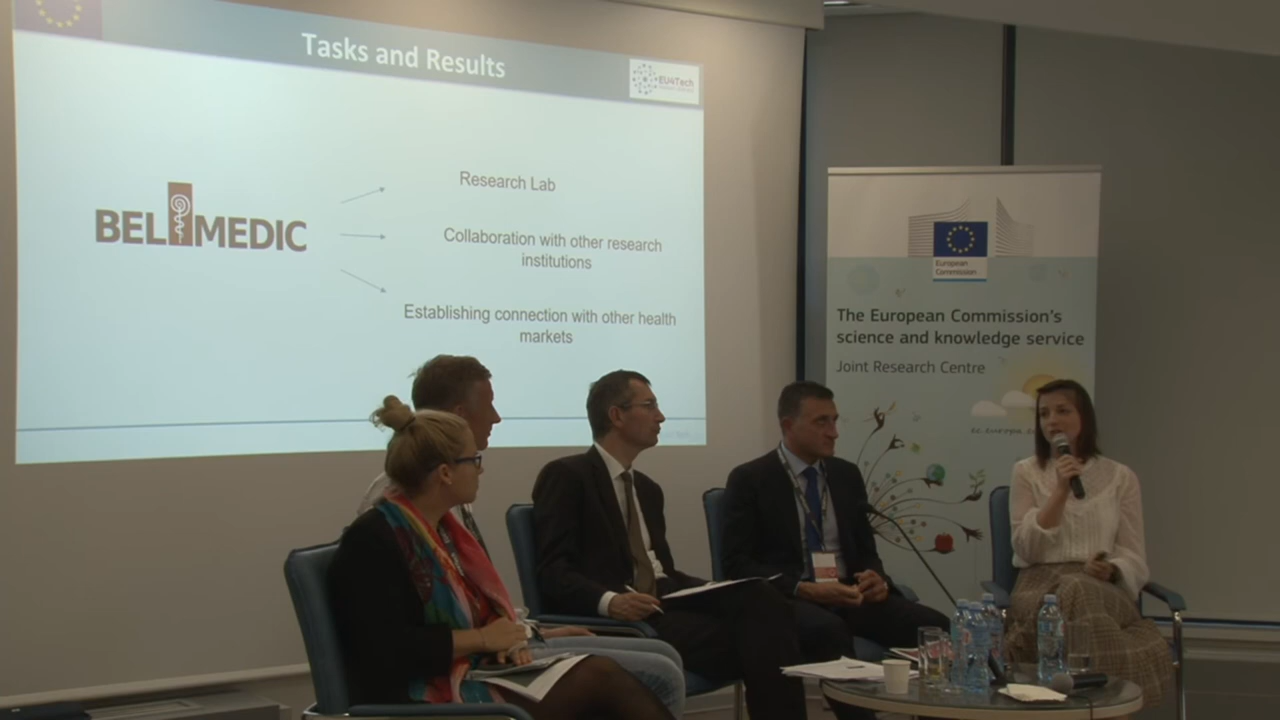 Tasks and Results
EU4Tech
BELMEDIC
Research Lab
Collaboration with other research
institutions
Establishing connection with other health
markets
European
Commission
The European Commission's
science and knowledge service
Joint Research Centre